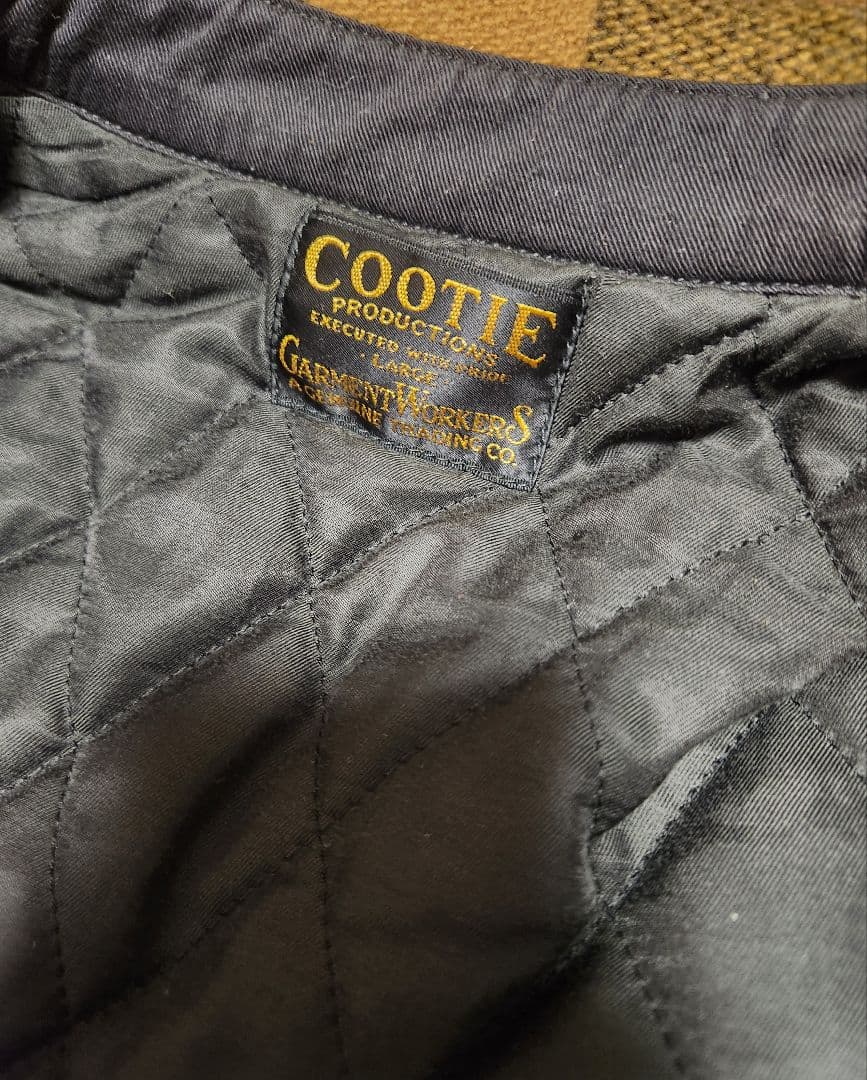 COOTIE
PRODUCTIONS
EXECUTED WITH PRIDE
· LARGE ·
GARMENT WORKERS
A GENUINE TRADING CO.